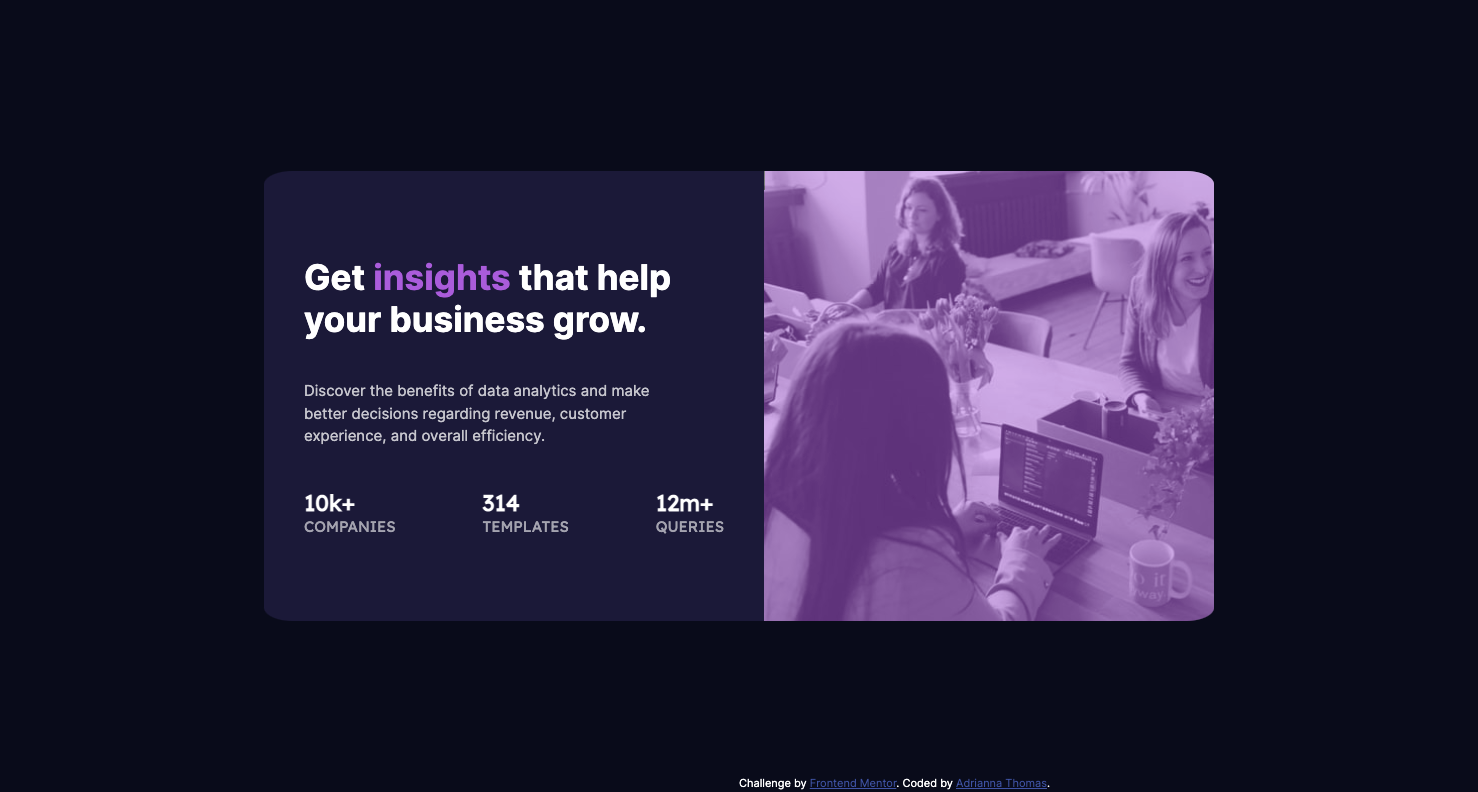 Get insights that help
your business grow.
Discover the benefits of data analytics and make
better decisions regarding revenue, customer
experience, and overall efficiency.
10k+ 314 12m+
COMPANIES TEMPLATES QUERIES
o it
way
Challenge by Frontend Mentor. Coded by Adrianna Thomas.